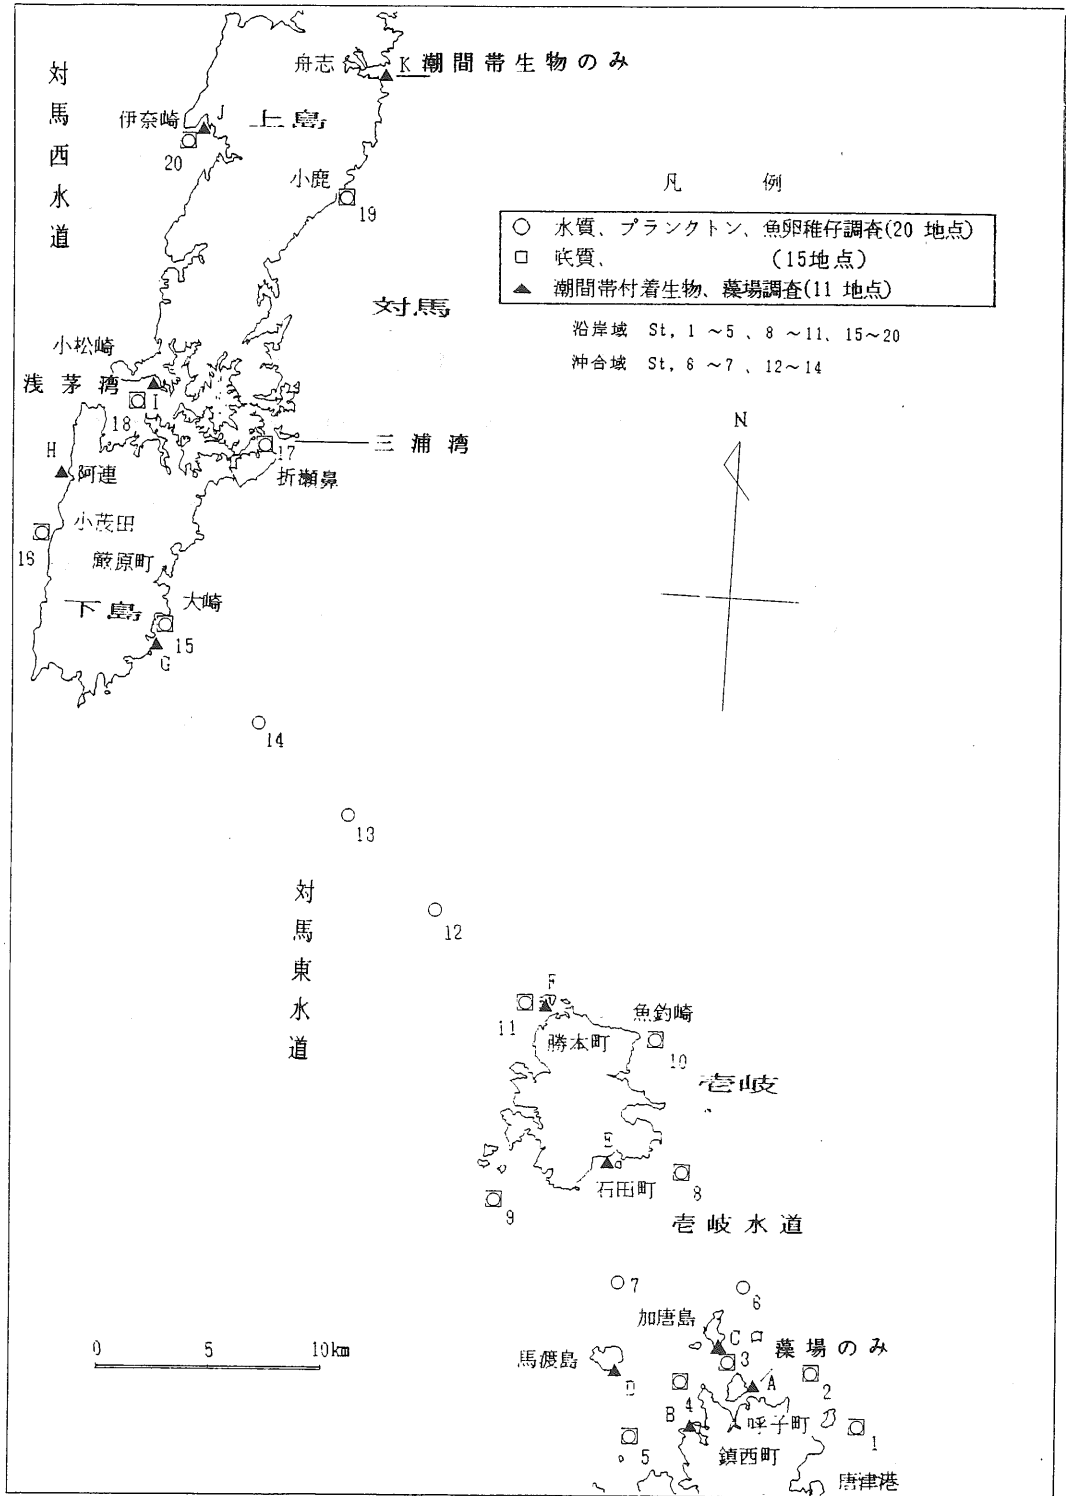 対馬西水道
舟志
K 潮間帯生物のみ
伊奈崎
J
上島
20
小鹿
19
凡 例
○ 水質、プランクトン、魚卵稚仔調査(20 地点)
□ 底質、 (15地点)
▲ 潮間帯付着生物、藻場調査(11 地点)
沿岸域 St, 1 ～5 、8 ～11、15～20
沖合域 St, 6 ～7 、12～14
対馬
小松崎
浅茅湾
I
18
17
三浦湾
折瀬鼻
N
H
阿連
小茂田
16
厳原町
下島
大崎
15
G
14
13
対馬東水道
12
F
11
魚釣崎
勝本町
10
壱岐
E
石田町
8
9
壱岐水道
7
6
加唐島
C
3
藻場のみ
0 5 10km
馬渡島
D
A
2
4
B
呼子町
1
5
鎮西町
唐津港